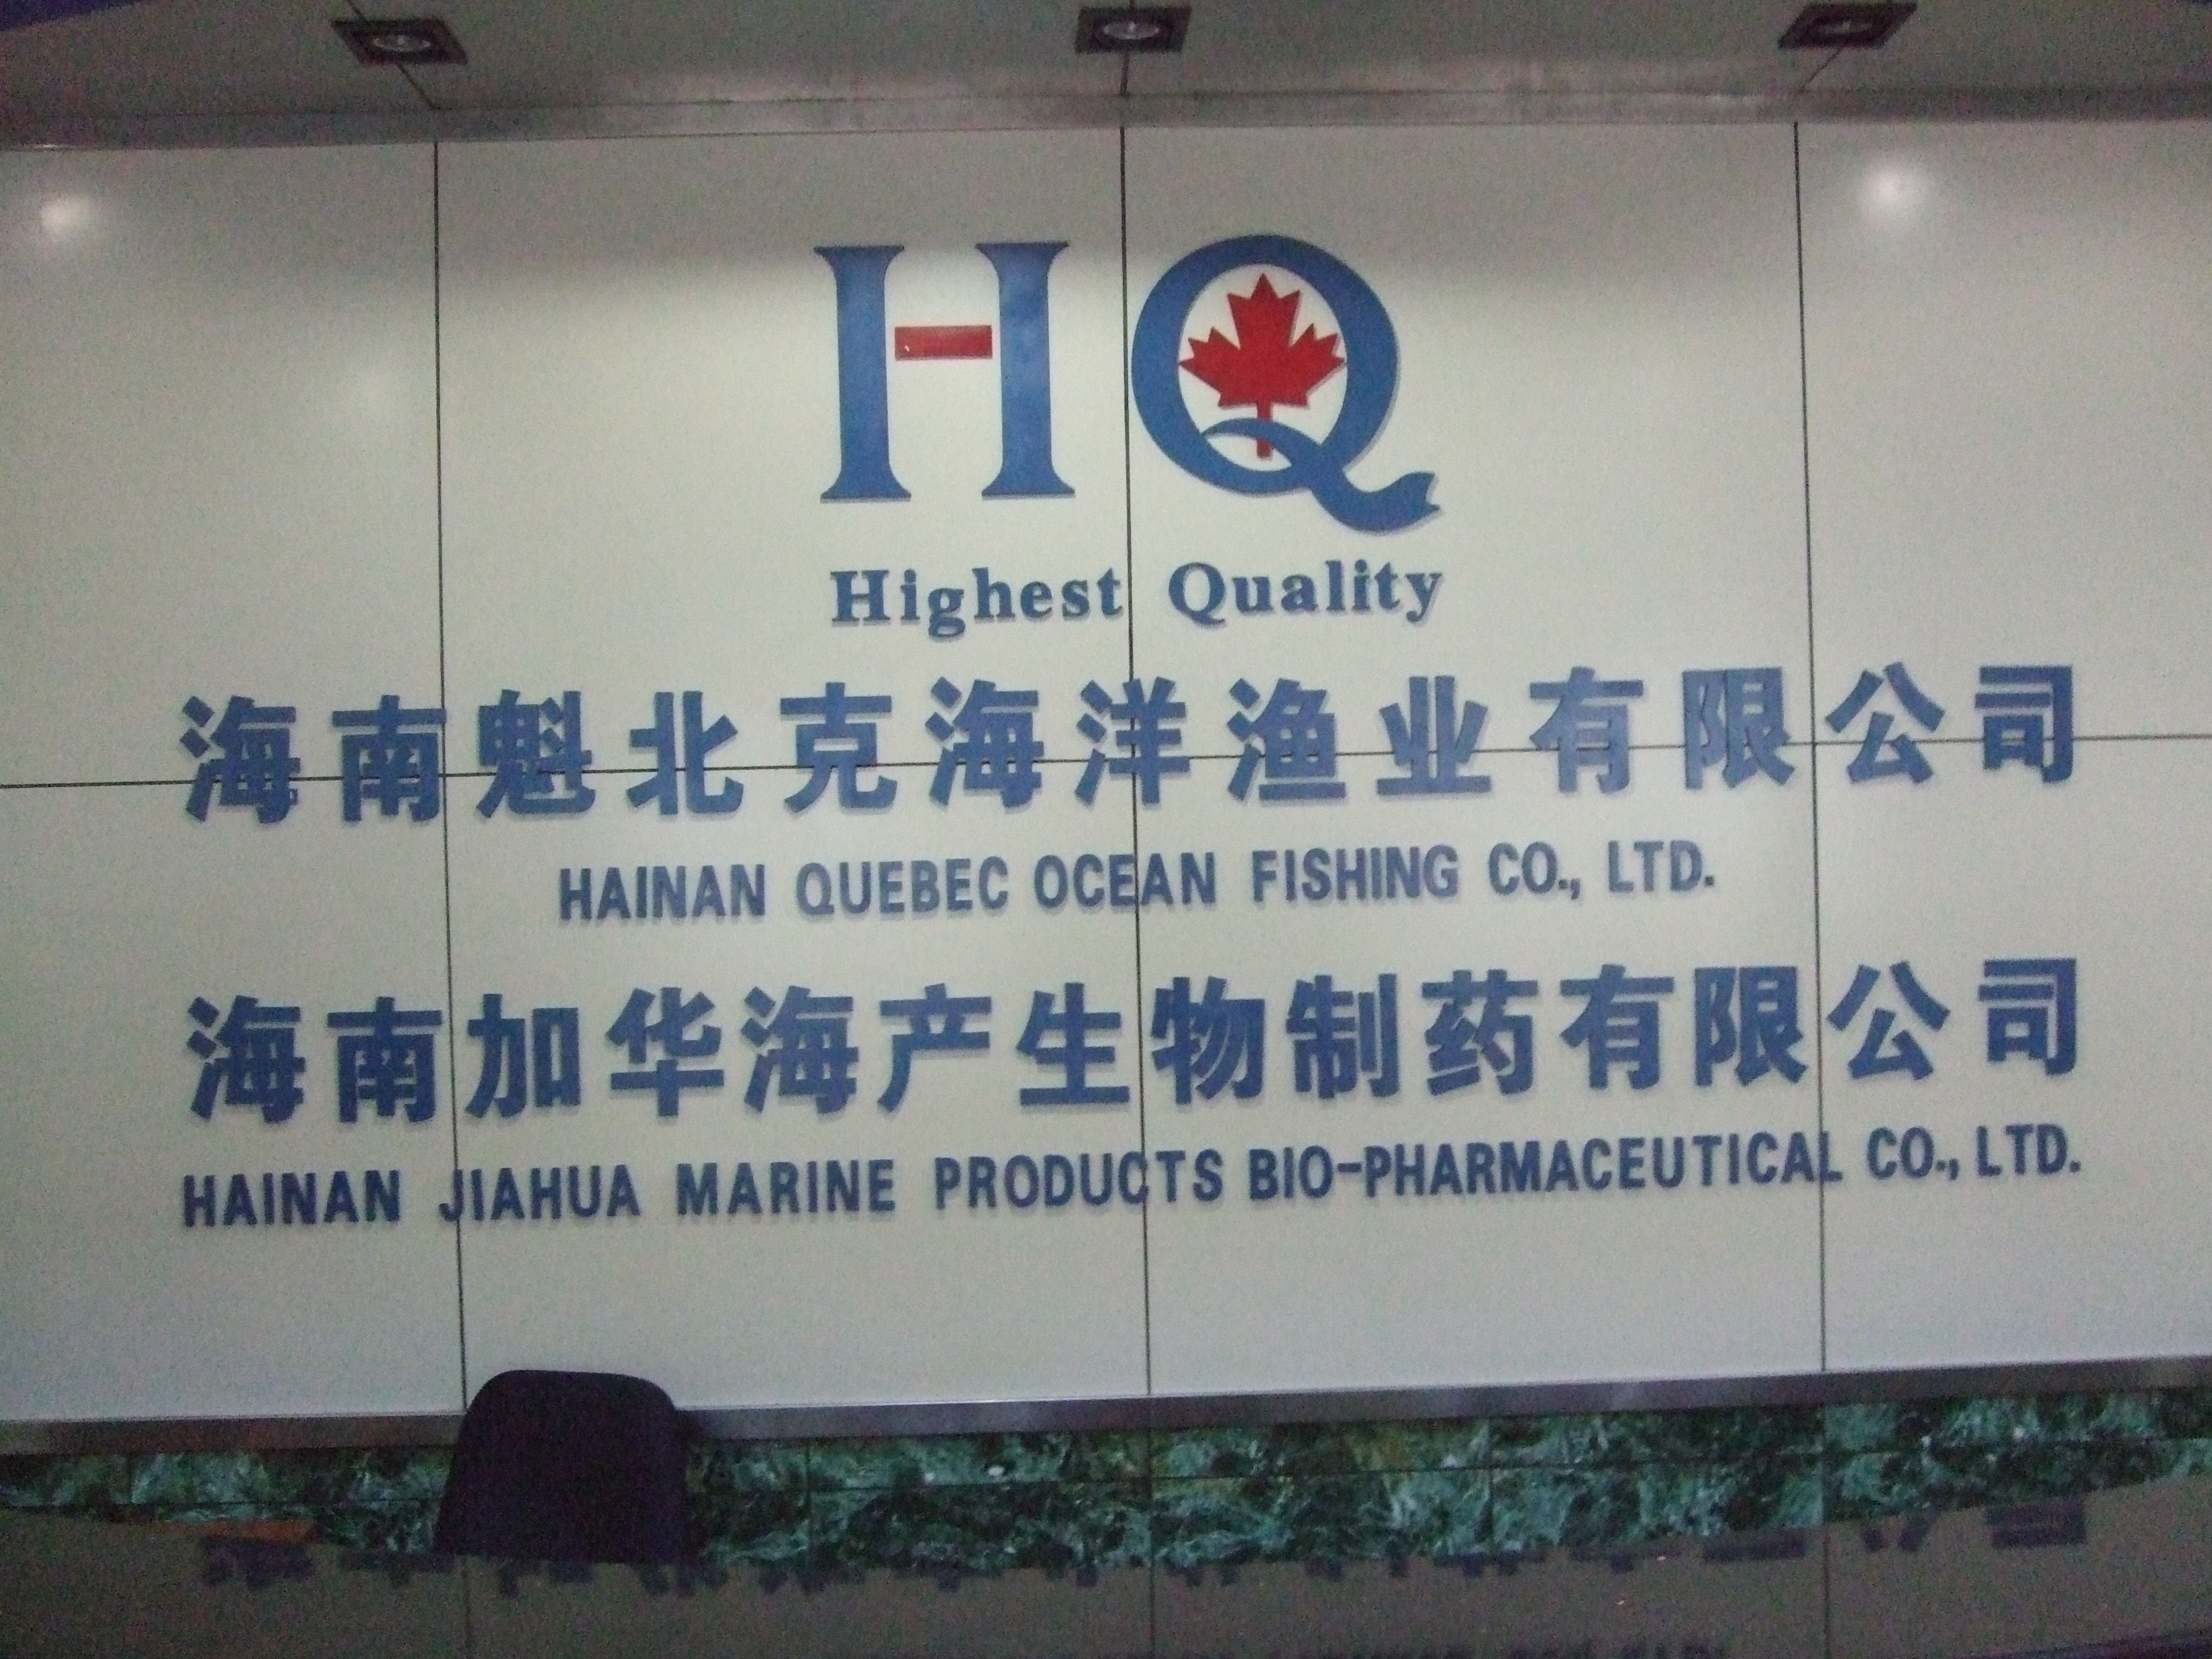 HQ
Highest Quality
海南魁北克海洋渔业有限公司
HAINAN QUEBEC OCEAN FISHING CO., LTD.
海南加华海产生物制药有限公司
HAINAN JIAHUA MARINE PRODUCTS BIO-PHARMACEUTICAL CO., LTD.